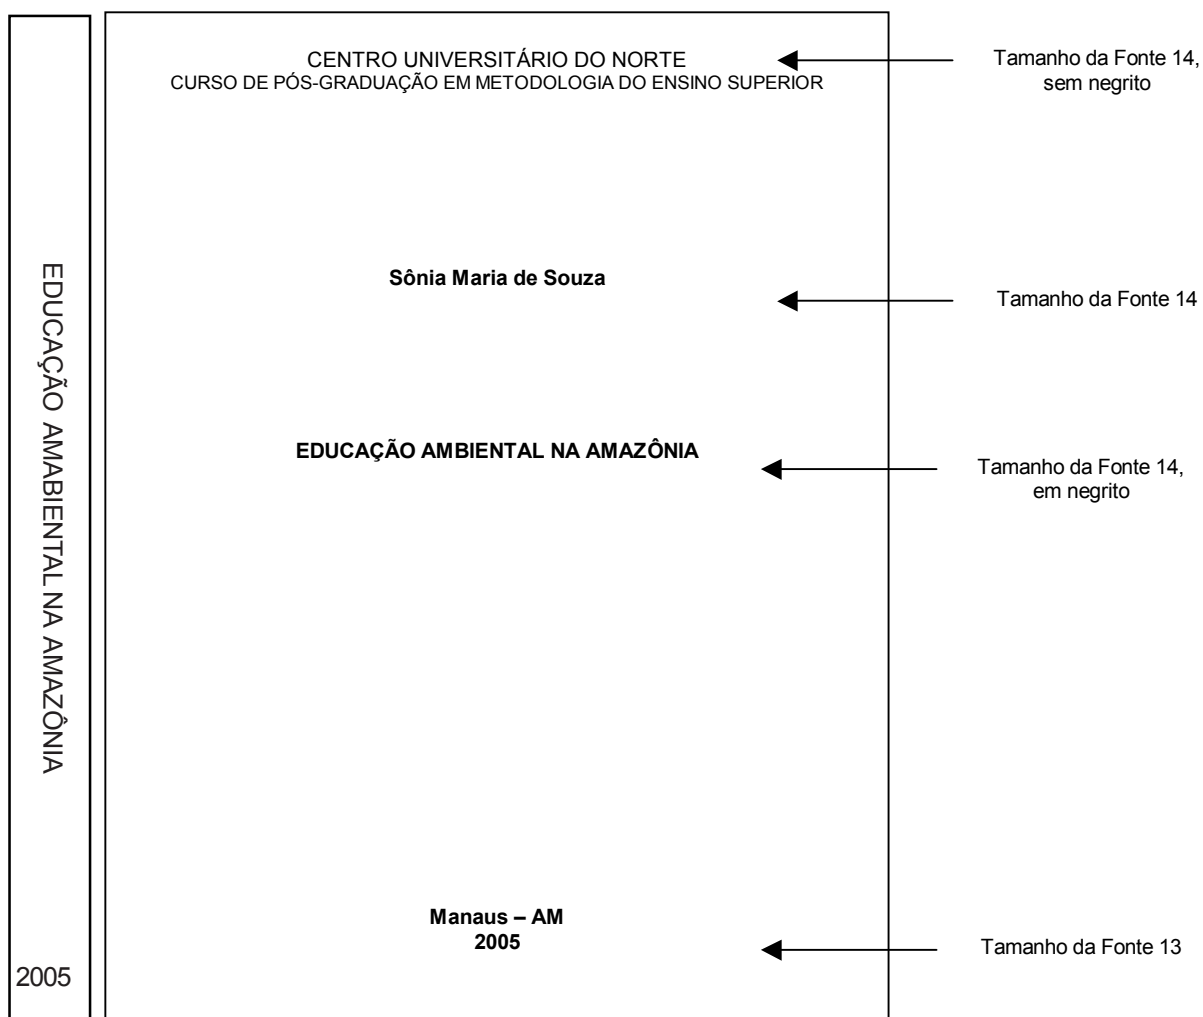 EDUCAÇÃO AMABIENTAL NA AMAZÔNIA
2005
CENTRO UNIVERSITÁRIO DO NORTE
CURSO DE PÓS-GRADUAÇÃO EM METODOLOGIA DO ENSINO SUPERIOR
Sônia Maria de Souza
EDUCAÇÃO AMBIENTAL NA AMAZÔNIA
Manaus – AM
2005
Tamanho da Fonte 14,
sem negrito
Tamanho da Fonte 14
Tamanho da Fonte 14,
em negrito
Tamanho da Fonte 13